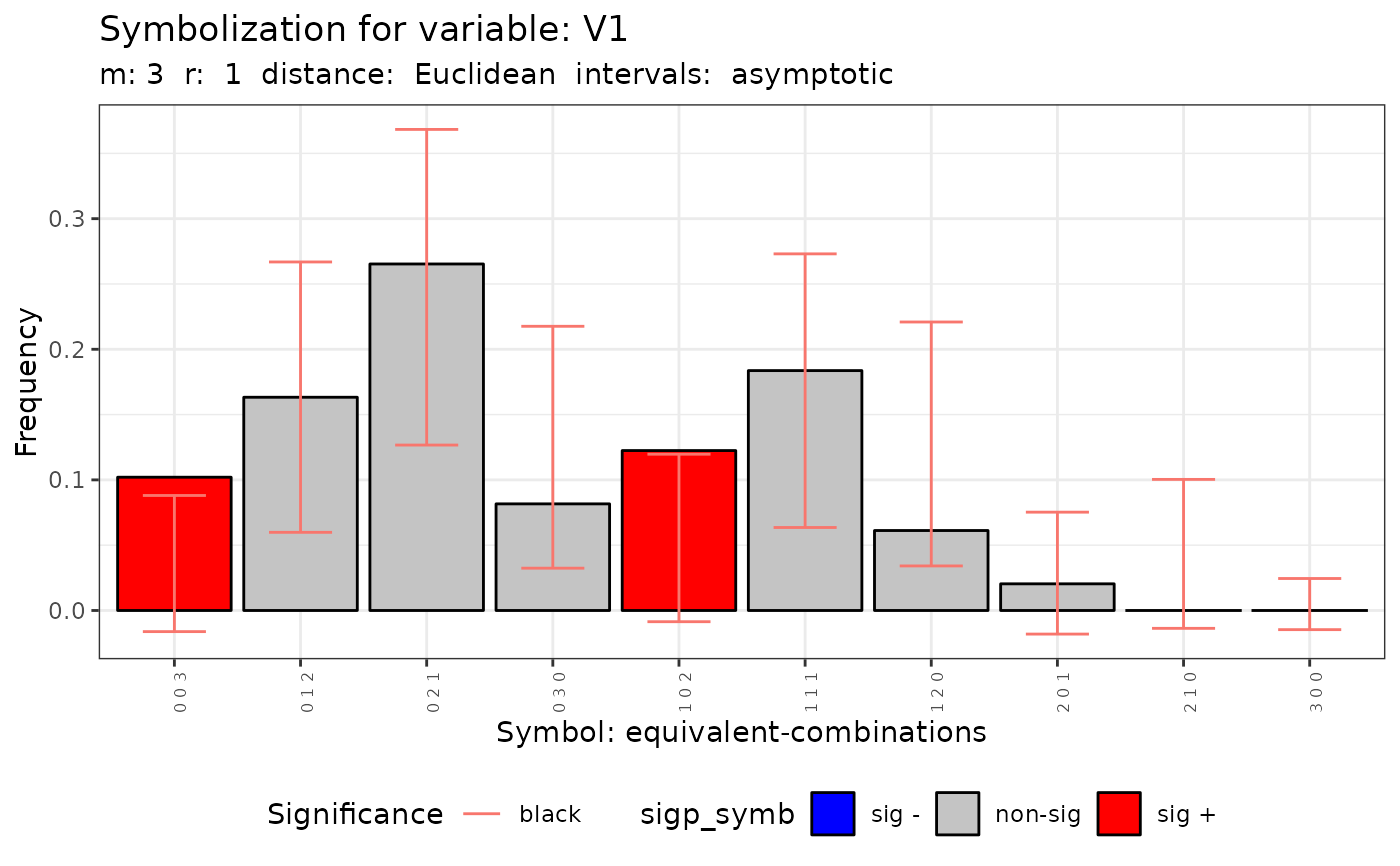 Symbolization for variable: V1
m: 3 r: 1 distance: Euclidean intervals: asymptotic
Frequency
0.3
0.2
0.1
0.0
0 0 3
0 1 2
0 2 1
0 3 0
1 0 2
1 1 1
1 2 0
2 0 1
2 1 0
3 0 0
Symbol: equivalent-combinations
Significance black sigp_symb sig - non-sig sig +